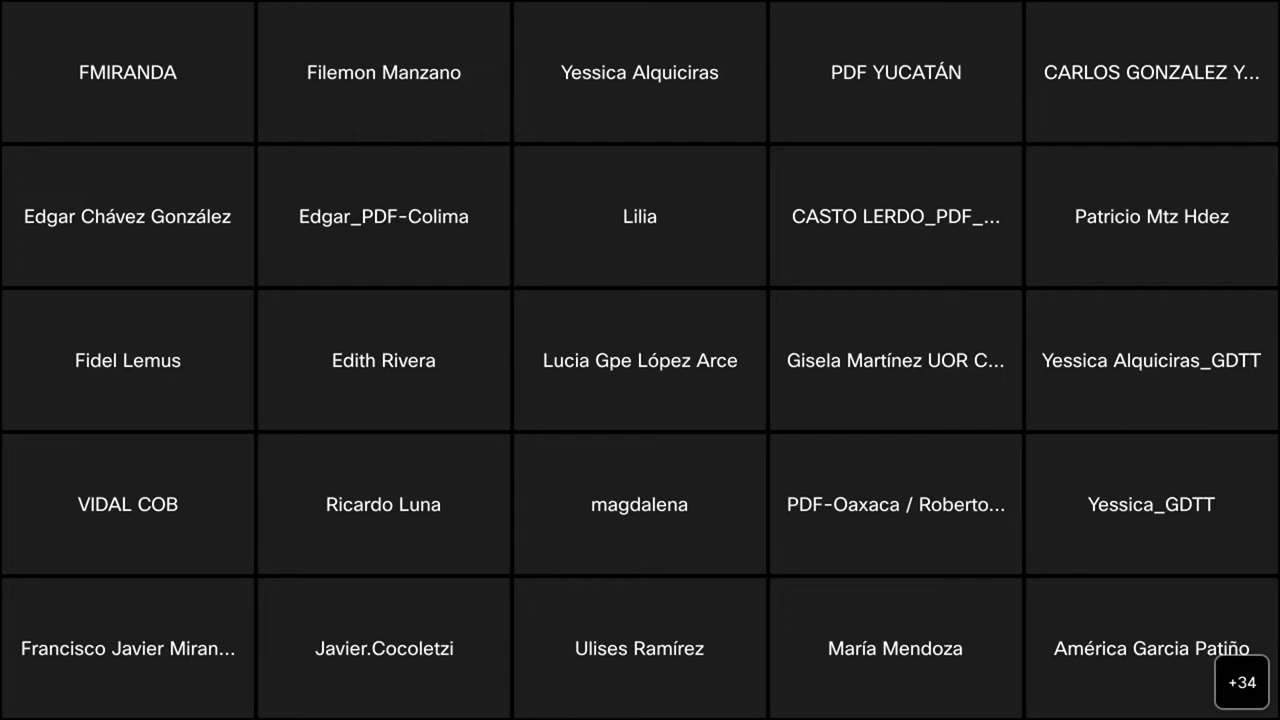 FMIRANDA
Filemon Manzano
Yessica Alquiciras
PDF YUCATÁN
CARLOS GONZALEZ Y...
Edgar Chávez González
Edgar_PDF-Colima
Lilia
CASTO LERDO_PDF_...
Patricio Mtz Hdez
Fidel Lemus
Edith Rivera
Lucia Gpe López Arce
Gisela Martínez UOR C...
Yessica Alquiciras_GDTT
VIDAL COB
Ricardo Luna
magdalena
PDF-Oaxaca / Roberto...
Yessica_GDTT
Francisco Javier Miran...
Javier.Cocoletzi
Ulises Ramírez
María Mendoza
América Garcia Patiño
+34